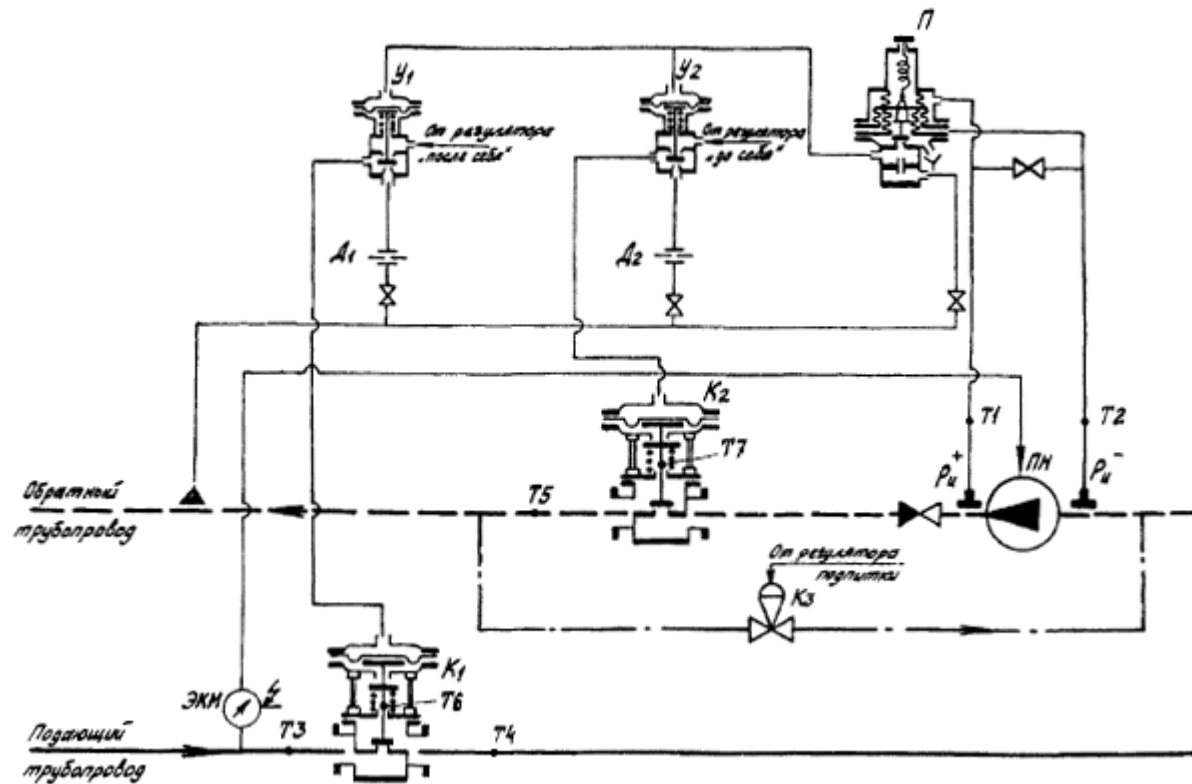 П
У1
У2
От регулятора
„после себя"
От регулятора
„до себя"
Д1
Д2
К2
Т1
Т2
Т7
Рн+
ПН
Рн-
Обратный
трубопровод
Т5
От регулятора
подпитки
К3
К1
ЭКМ
Т6
Подающий
трубопровод
Т3
Т4